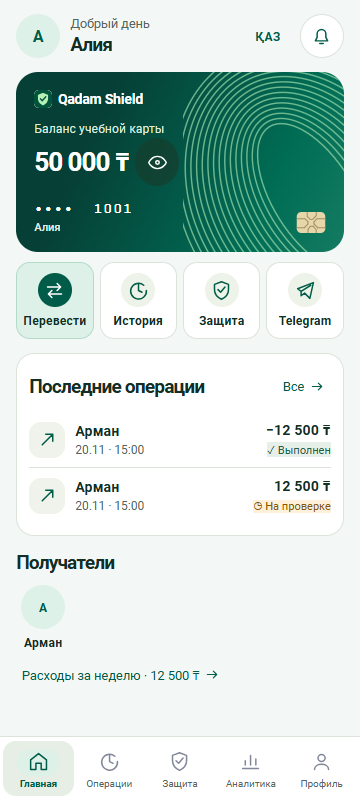 А
Добрый день
Алия
ҚАЗ
Qadam Shield
Баланс учебной карты
50 000 ₸
•••• 1001
Алия
Перевести
История
Защита
Telegram
Последние операции
Все →
Арман
−12 500 ₸
20.11 · 15:00
✓ Выполнен
Арман
12 500 ₸
20.11 · 15:00
◷ На проверке
Получатели
А
Арман
Расходы за неделю · 12 500 ₸ →
Главная
Операции
Защита
Аналитика
Профиль